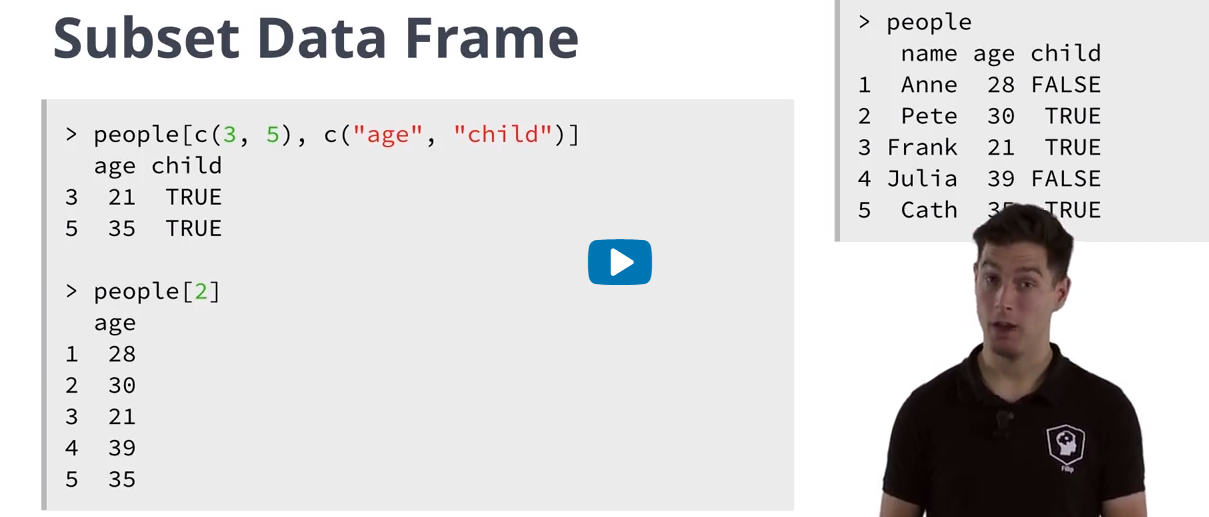 Subset Data Frame
> people[c(3, 5), c("age", "child")]
  age child
3  21  TRUE
5  35  TRUE
> people[2]
  age
1  28
2  30
3  21
4  39
5  35
> people
   name age child
1  Anne  28 FALSE
2  Pete  30  TRUE
3 Frank  21  TRUE
4 Julia  39 FALSE
5  Cath  35  TRUE
Filip